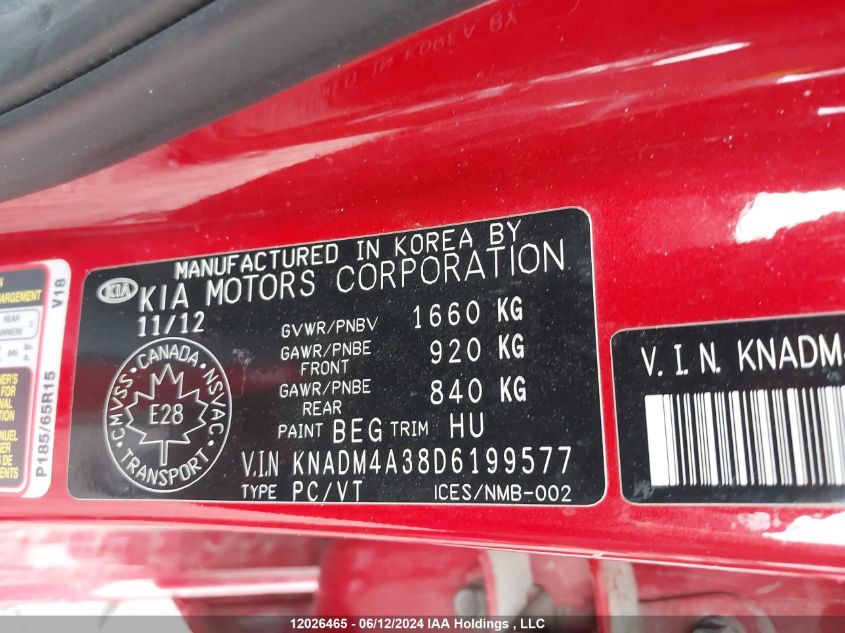 MANUFACTURED IN KOREA BY
KIA
KIA MOTORS CORPORATION
11/12
GVWR/PNBV 1660 KG
GAWR/PNBE FRONT 920 KG
GAWR/PNBE REAR 840 KG
PAINT BEG TRIM HU
V.I.N KNADM4A38D6199577
TYPE PC/VT ICES/NMB-002
CANADA
CMVSS NSVAC
E28
TRANSPORT
P185/65R15 V18
REAR
V.I.N. KNADM4
12026465 - 06/12/2024 IAA Holdings , LLC